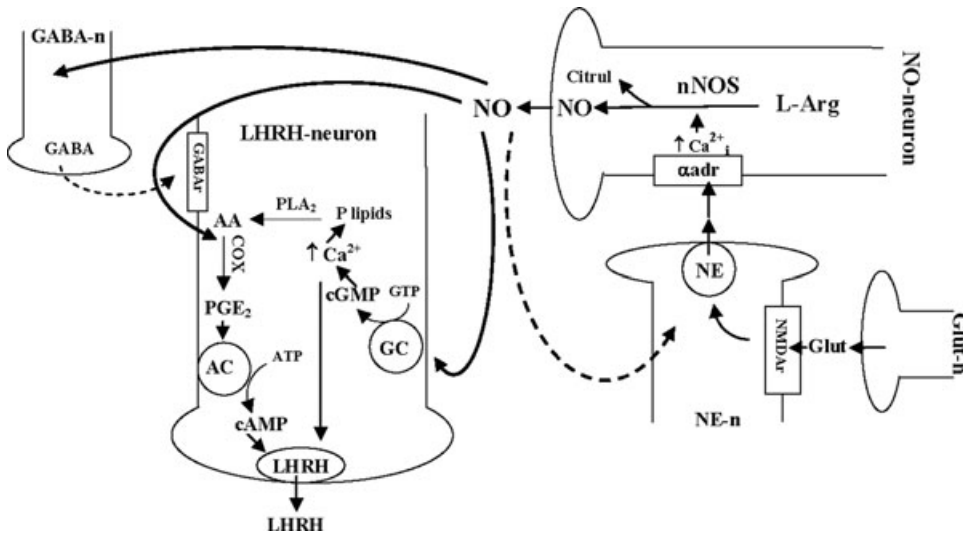 GABA-n
GABA
LHRH-neuron
GABAr
AA
PLA₂
P lipids
↑ Ca²⁺
COX
cGMP
GTP
PGE₂
GC
AC
ATP
cAMP
LHRH
LHRH
NO
NO
Citrul
nNOS
L-Arg
NO-neuron
↑ Ca²⁺i
αadr
NE
NMDAr
Glut
Glut-n
NE-n